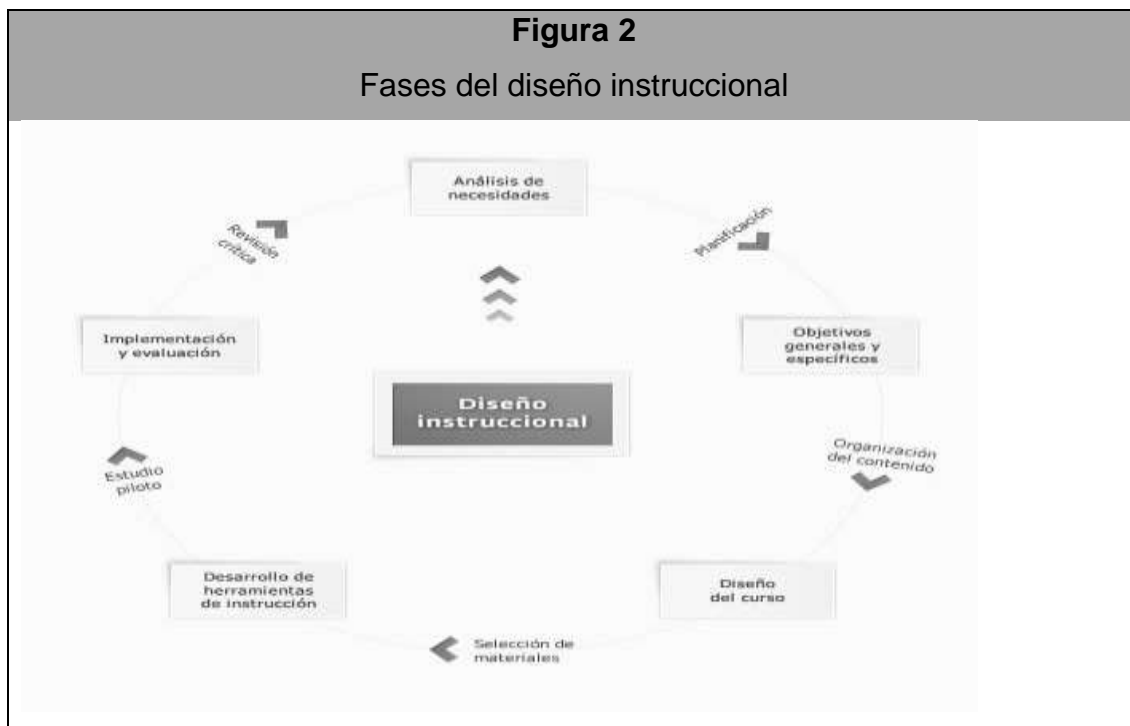 Figura 2
Fases del diseño instruccional
Análisis de
necesidades
Planificación
Objetivos
generales y
específicos
Organización
del contenido
Diseño
del curso
Selección de
materiales
Desarrollo de
herramientas
de instrucción
Estudio
piloto
Implementación
y evaluación
Revisión
crítica
Diseño
instruccional